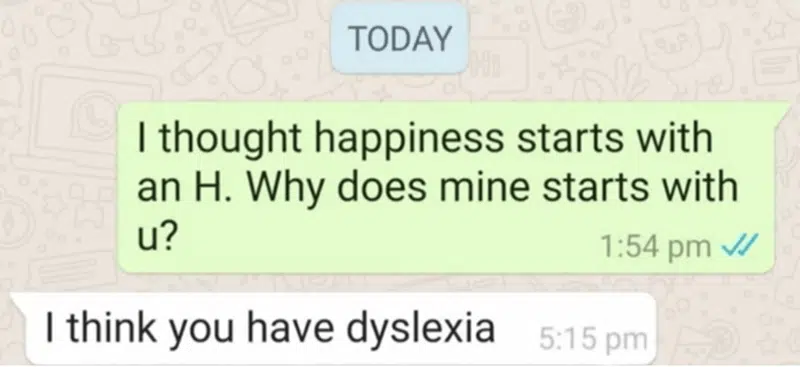 TODAY
I thought happiness starts with
an H. Why does mine starts with
u?
1:54 pm
I think you have dyslexia
5:15 pm